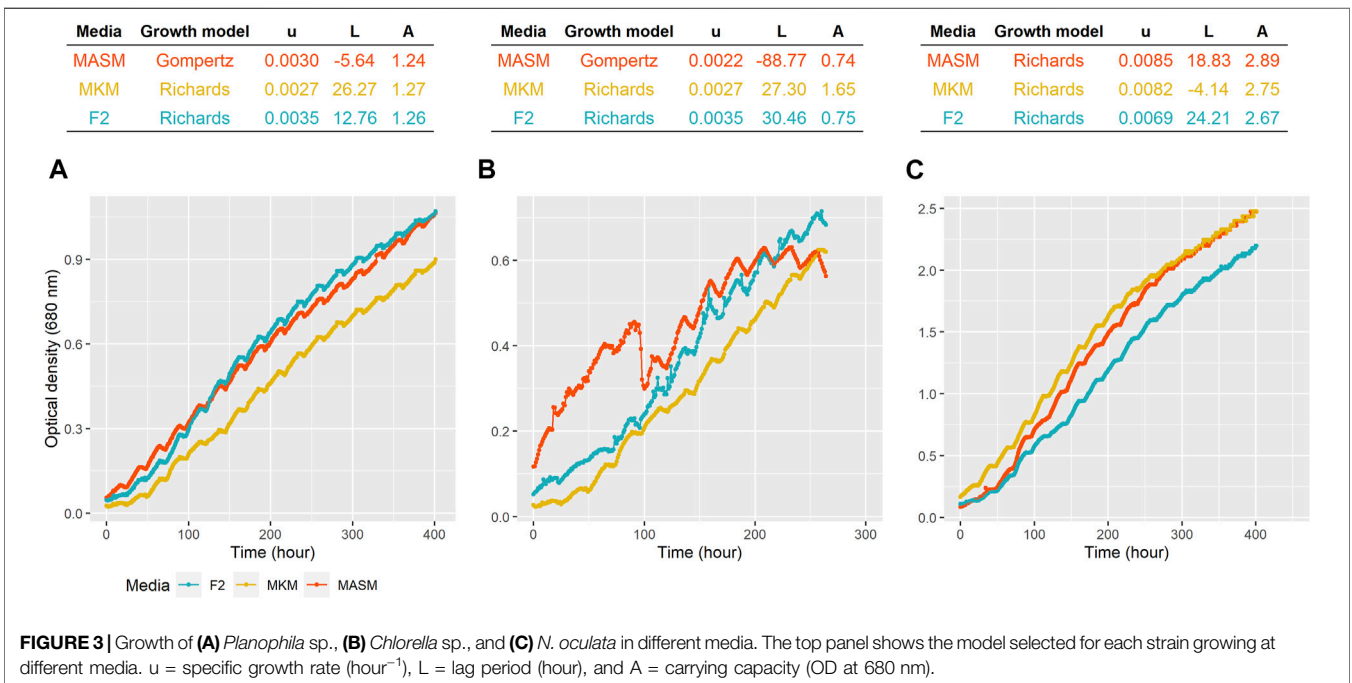 Media Growth model u L A
MASM Gompertz 0.0030 -5.64 1.24
MKM Richards 0.0027 26.27 1.27
F2 Richards 0.0035 12.76 1.26
Media Growth model u L A
MASM Gompertz 0.0022 -88.77 0.74
MKM Richards 0.0027 27.30 1.65
F2 Richards 0.0035 30.46 0.75
Media Growth model u L A
MASM Richards 0.0085 18.83 2.89
MKM Richards 0.0082 -4.14 2.75
F2 Richards 0.0069 24.21 2.67
A
Optical density (680 nm)
0.9
0.6
0.3
0.0
0 100 200 300 400
Time (hour)
B
0.6
0.4
0.2
0.0
0 100 200 300
Time (hour)
C
2.5
2.0
1.5
1.0
0.5
0.0
0 100 200 300 400
Time (hour)
Media F2 MKM MASM
FIGURE 3 | Growth of (A) Planophila sp., (B) Chlorella sp., and (C) N. oculata in different media. The top panel shows the model selected for each strain growing at
different media. u = specific growth rate (hour⁻¹), L = lag period (hour), and A = carrying capacity (OD at 680 nm).